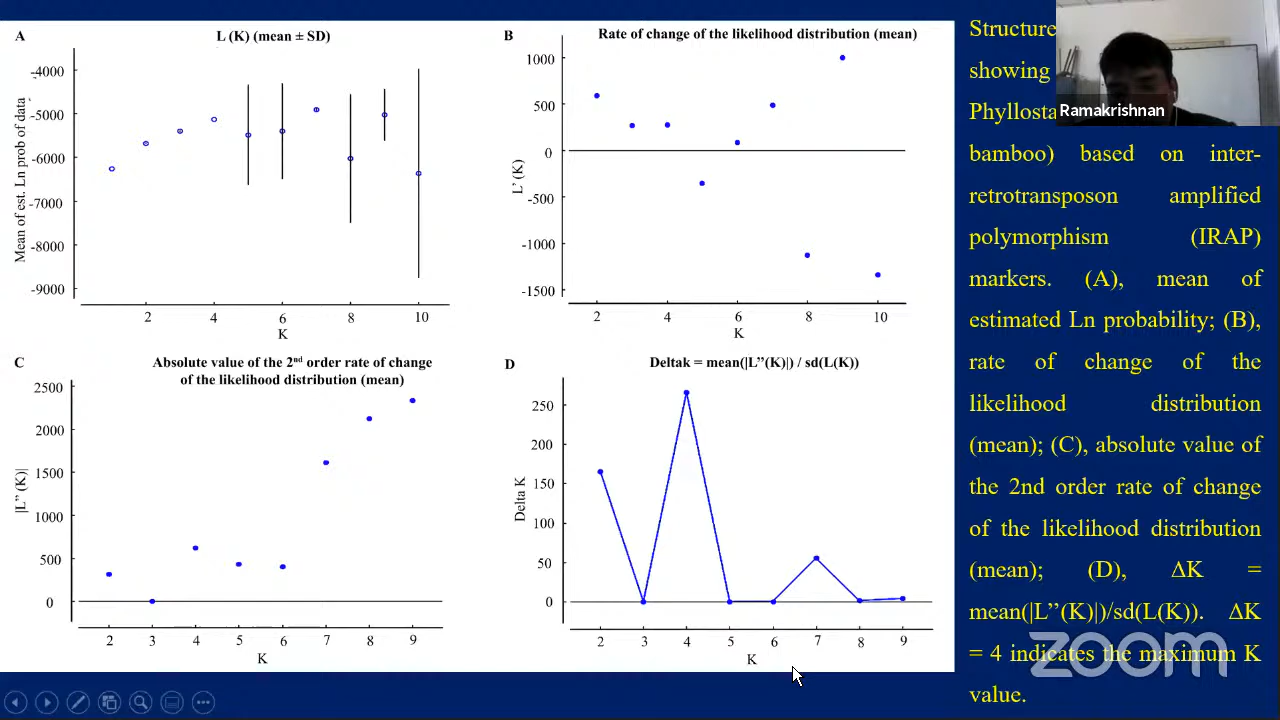 A
L (K) (mean ± SD)
Mean of est. Ln prob of data
-4000
-5000
-6000
-7000
-8000
-9000
2
4
6
8
10
K
B
Rate of change of the likelihood distribution (mean)
L' (K)
1000
500
0
-500
-1000
-1500
2
4
6
8
10
K
C
Absolute value of the 2nd order rate of change
of the likelihood distribution (mean)
|L” (K)|
2500
2000
1500
1000
500
0
2
3
4
5
6
7
8
9
K
D
Deltak = mean(|L”(K)|) / sd(L(K))
Delta K
250
200
150
100
50
0
2
3
4
5
6
7
8
9
K
Structure
showing
Phyllosta
bamboo) based on inter-
retrotransposon amplified
polymorphism (IRAP)
markers. (A), mean of
estimated Ln probability; (B),
rate of change of the
likelihood distribution
(mean); (C), absolute value of
the 2nd order rate of change
of the likelihood distribution
(mean); (D), ΔK =
mean(|L”(K)|)/sd(L(K)). ΔK
= 4 indicates the maximum K
value.
Ramakrishnan
zoom